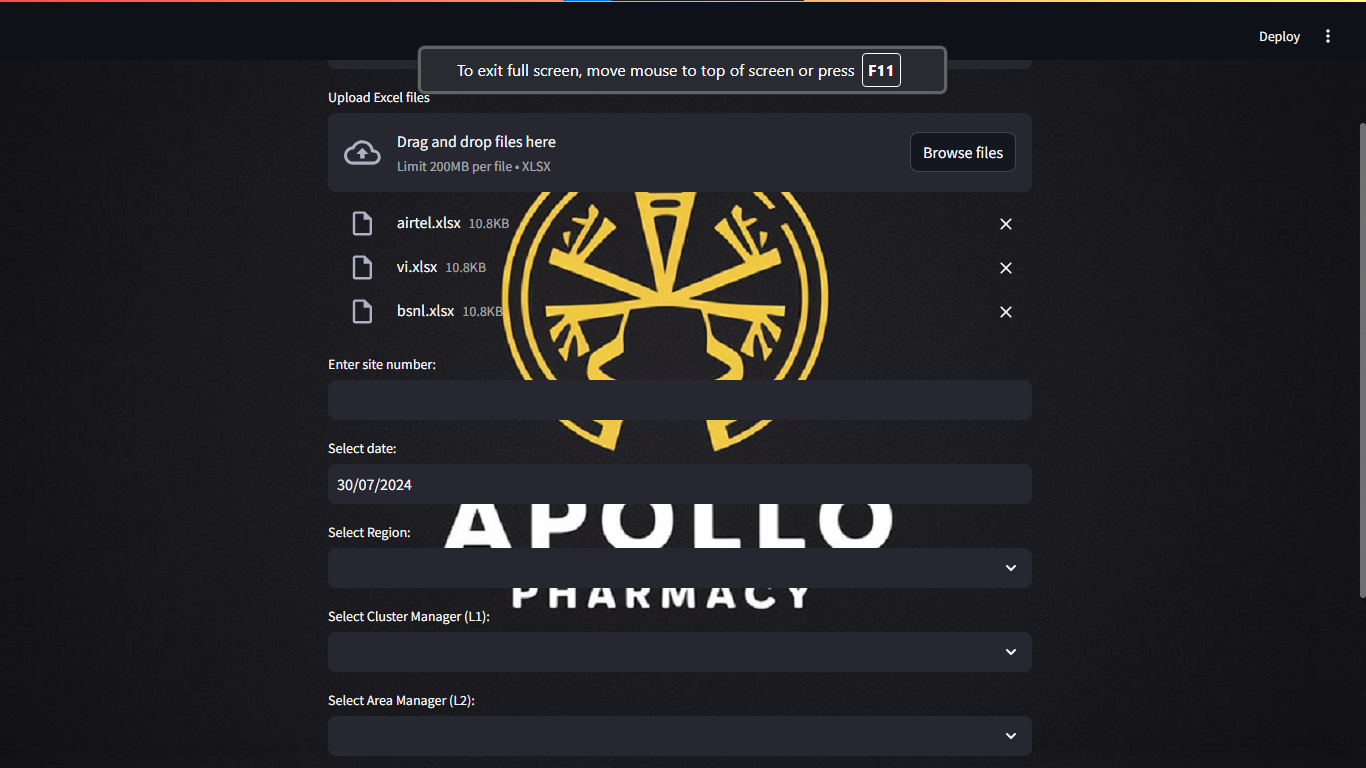 Deploy
To exit full screen, move mouse to top of screen or press F11
Upload Excel files
Drag and drop files here
Limit 200MB per file • XLSX
Browse files
airtel.xlsx 10.8KB
vi.xlsx 10.8KB
bsnl.xlsx 10.8KB
Enter site number:
Select date:
30/07/2024
APOLLO
Select Region:
PHARMACY
Select Cluster Manager (L1):
Select Area Manager (L2):